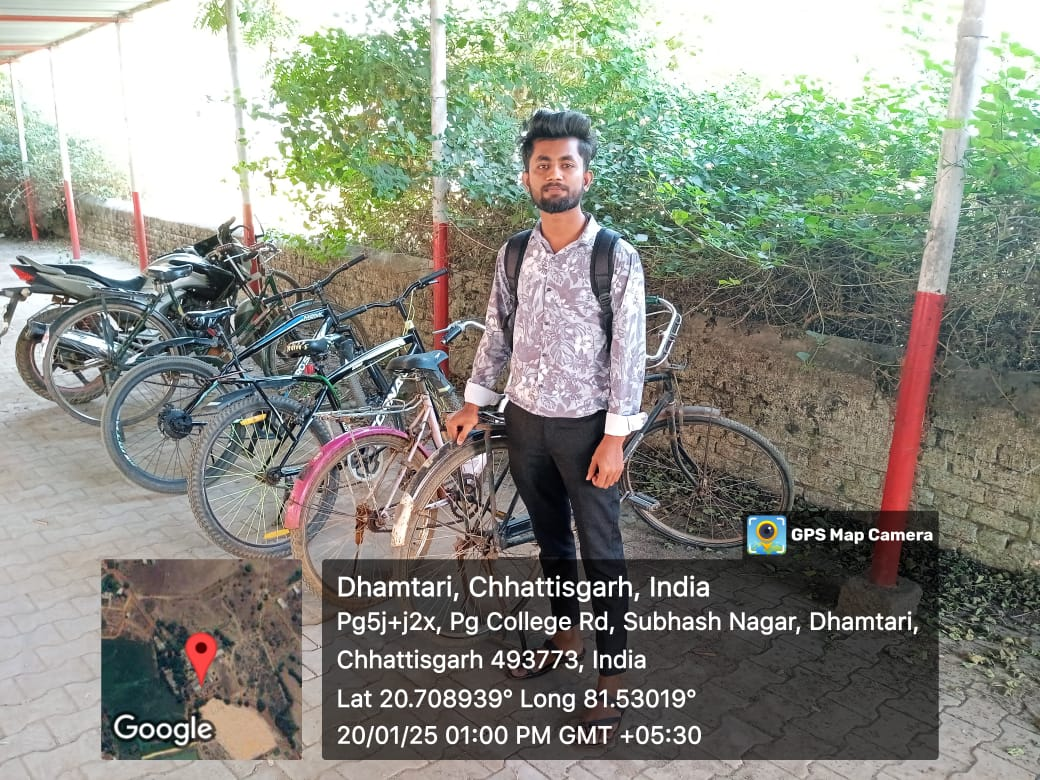 GPS Map Camera
Dhamtari, Chhattisgarh, India
Pg5j+j2x, Pg College Rd, Subhash Nagar, Dhamtari,
Chhattisgarh 493773, India
Lat 20.708939° Long 81.53019°
20/01/25 01:00 PM GMT +05:30
Google